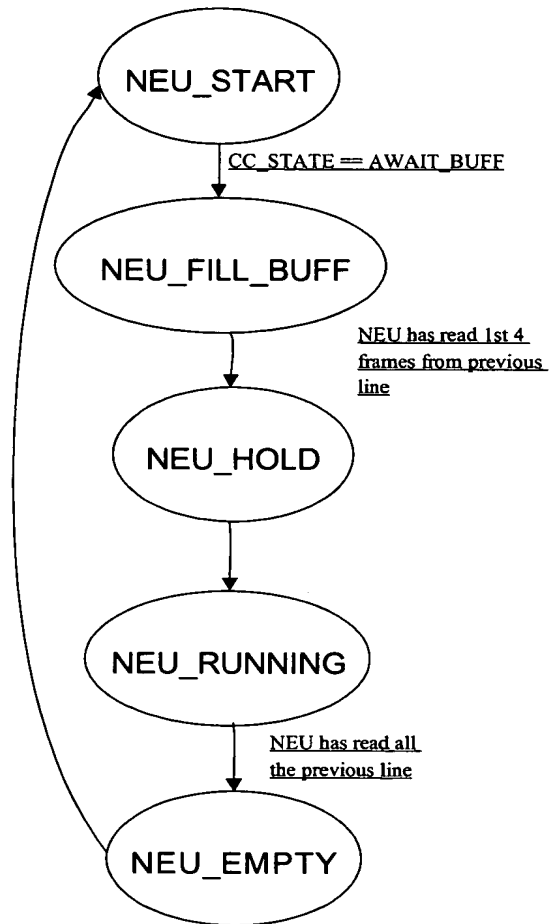 NEU_START
CC_STATE == AWAIT_BUFF
NEU_FILL_BUFF
NEU has read 1st 4
frames from previous
line
NEU_HOLD
NEU_RUNNING
NEU has read all
the previous line
NEU_EMPTY